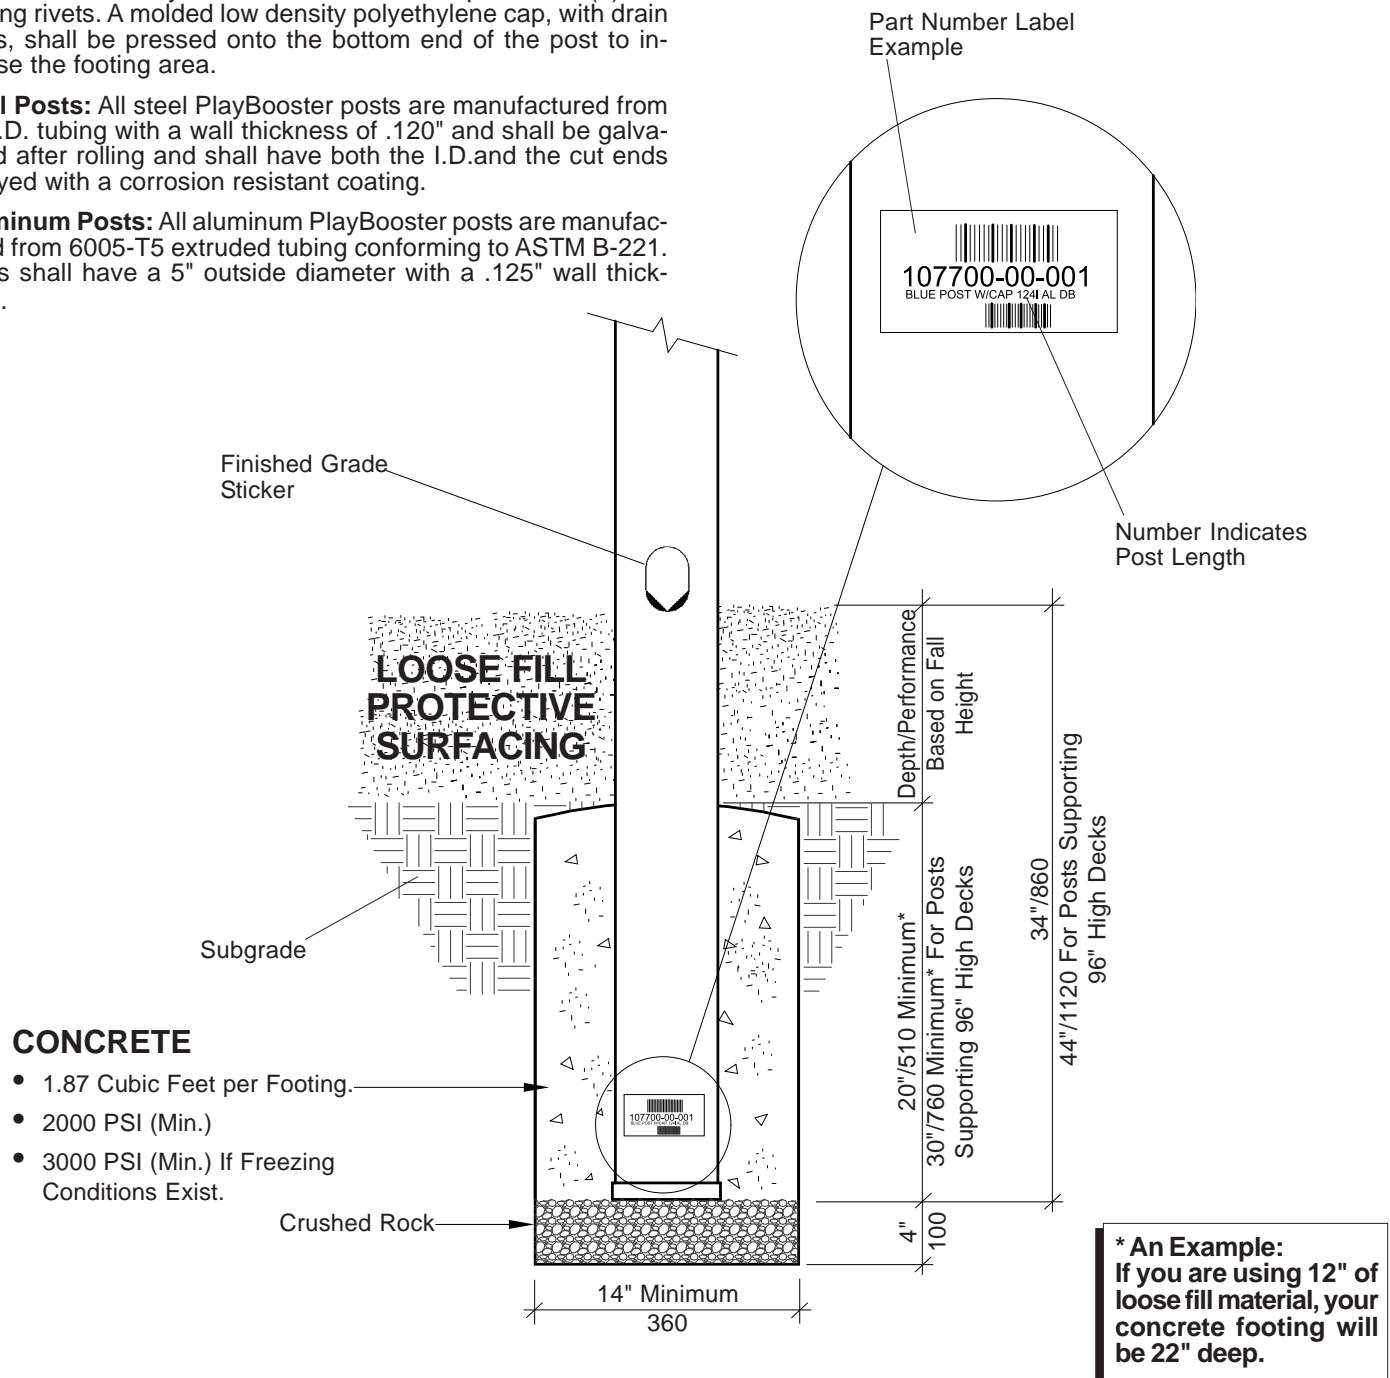 ng rivets. A molded low density polyethylene cap, with drain
s, shall be pressed onto the bottom end of the post to in-
se the footing area.
l Posts: All steel PlayBooster posts are manufactured from
.D. tubing with a wall thickness of .120" and shall be galva-
d after rolling and shall have both the I.D.and the cut ends
yed with a corrosion resistant coating.
minum Posts: All aluminum PlayBooster posts are manufac-
d from 6005-T5 extruded tubing conforming to ASTM B-221.
s shall have a 5" outside diameter with a .125" wall thick-
.
Part Number Label
Example
107700-00-001
BLUE POST W/CAP 124I AL DB
Number Indicates
Post Length
Finished Grade
Sticker
LOOSE FILL
PROTECTIVE
SURFACING
Depth/Performance
Based on Fall
Height
Subgrade
20"/510 Minimum*
30"/760 Minimum* For Posts
Supporting 96" High Decks
34"/860
44"/1120 For Posts Supporting
96" High Decks
CONCRETE
• 1.87 Cubic Feet per Footing.
• 2000 PSI (Min.)
• 3000 PSI (Min.) If Freezing
Conditions Exist.
107700-00-001
BLUE POST W/CAP 124I AL DB
Crushed Rock
4"
100
14" Minimum
360
* An Example:
If you are using 12" of
loose fill material, your
concrete footing will
be 22" deep.